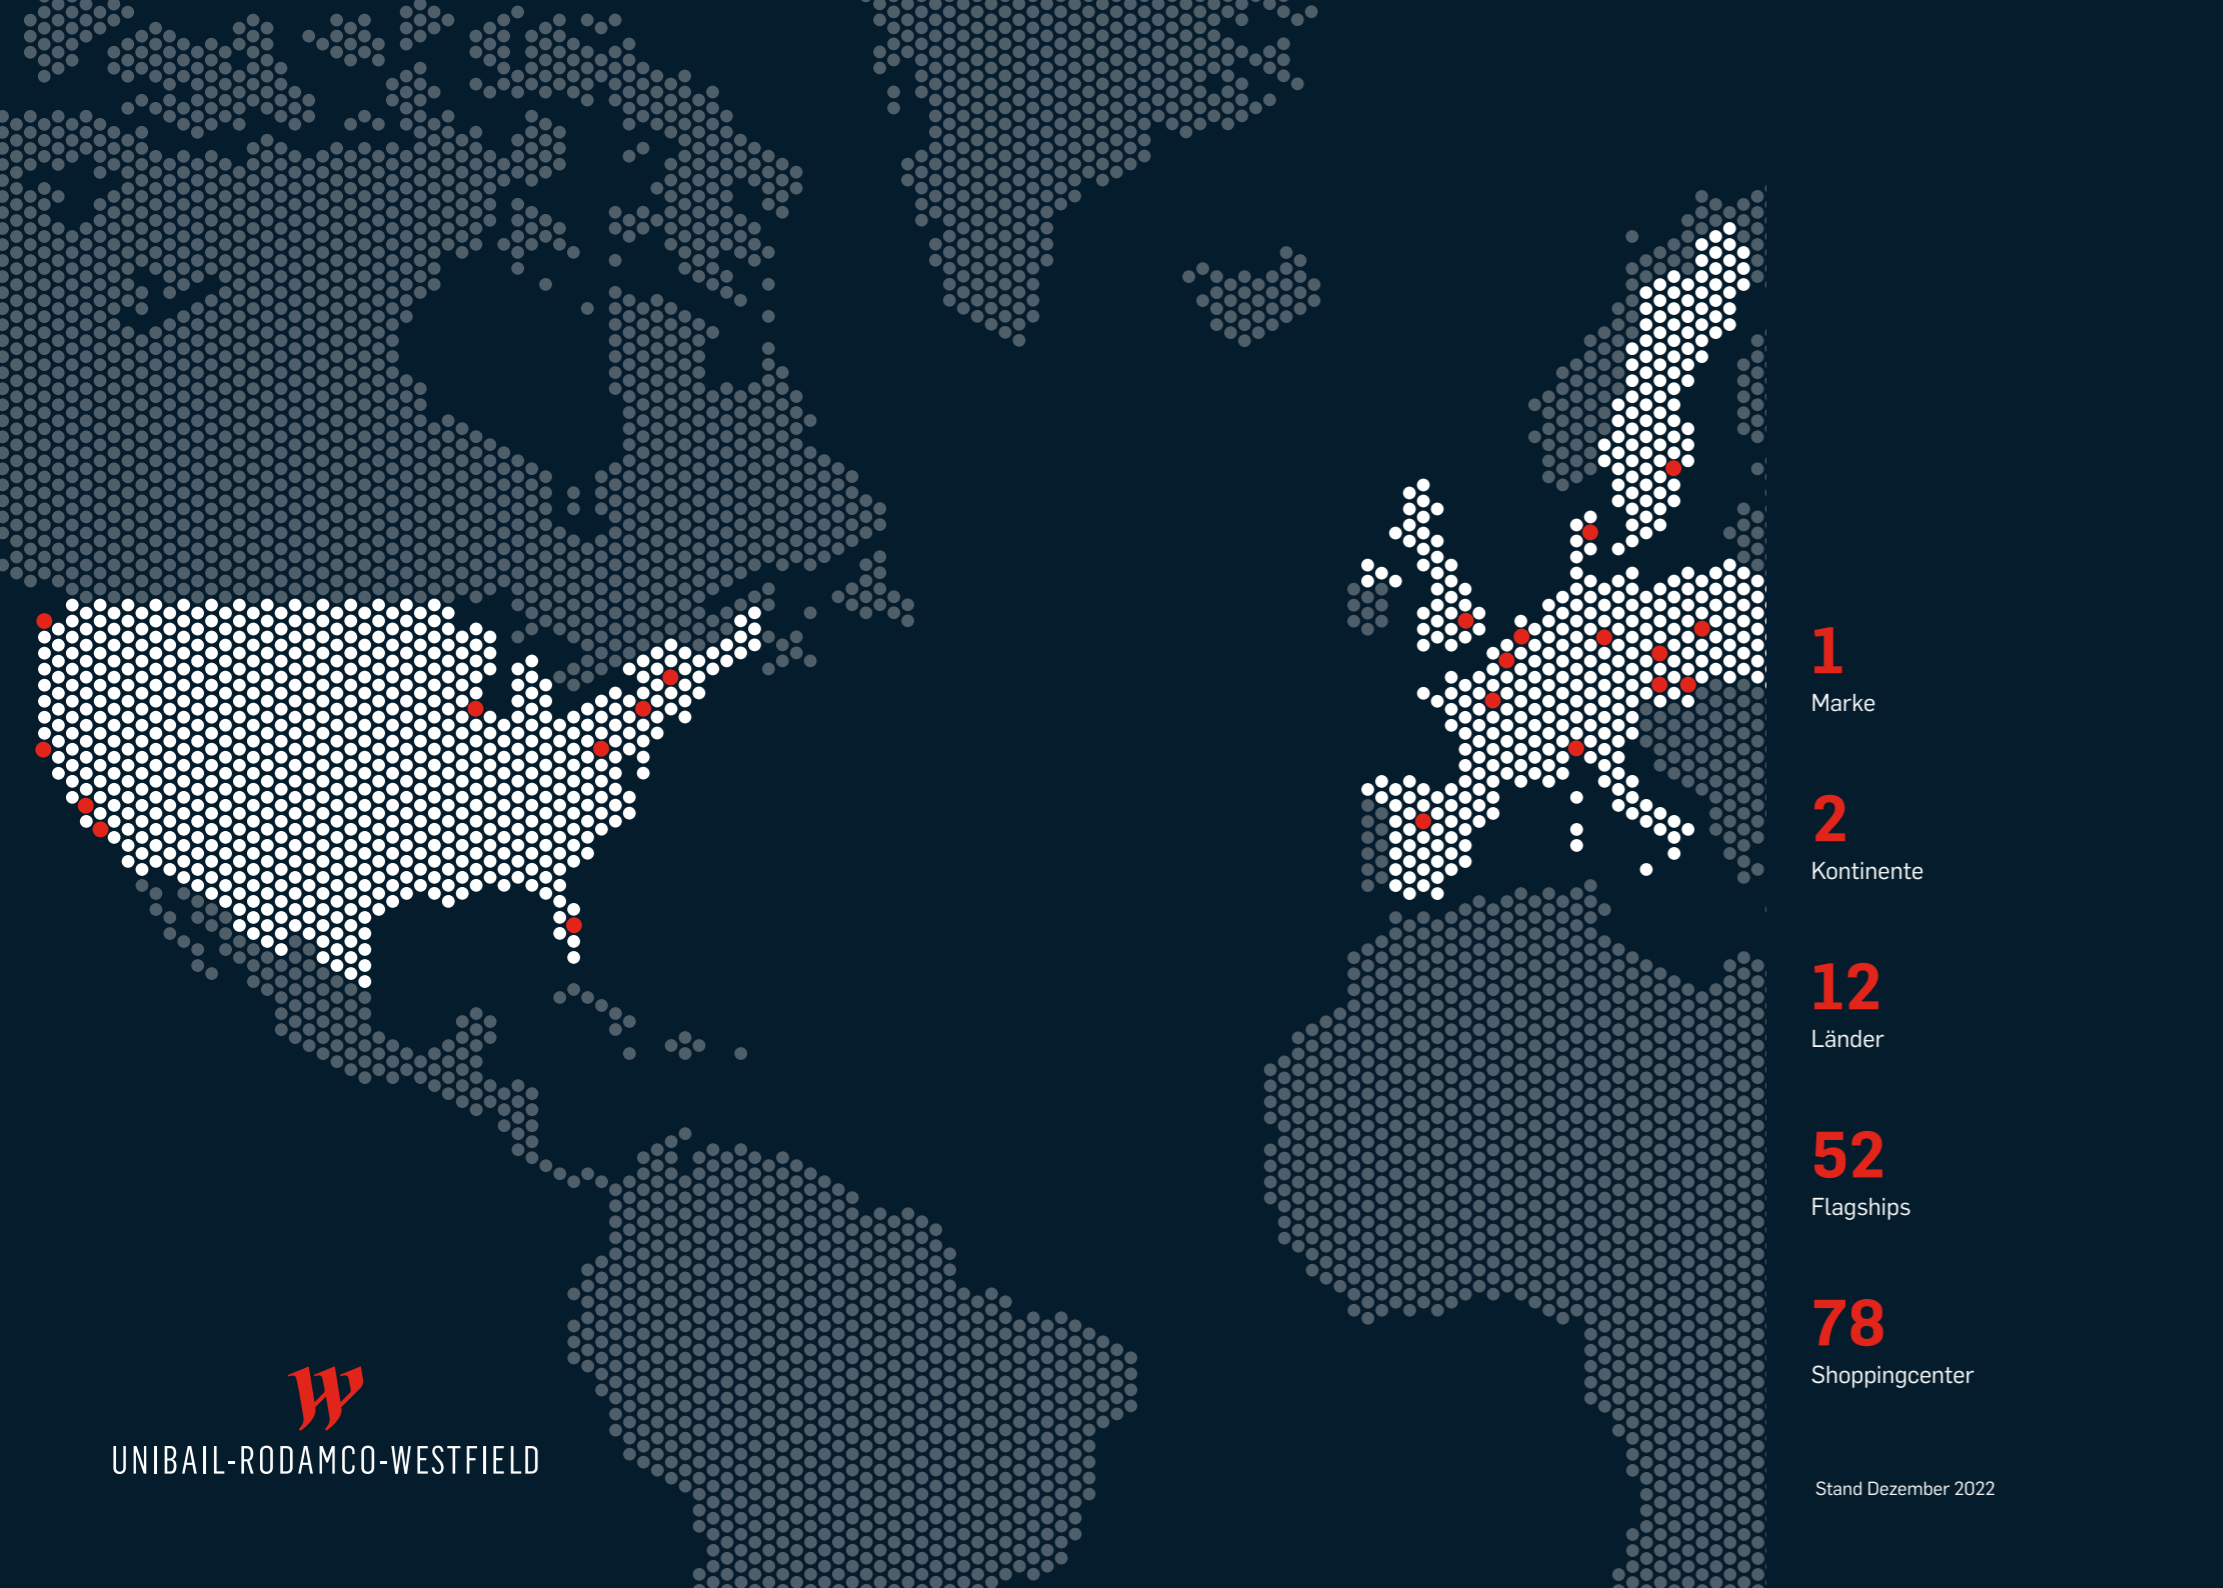 1
Marke
2
Kontinente
12
Länder
52
Flagships
78
Shoppingcenter
UNIBAIL-RODAMCO-WESTFIELD
Stand Dezember 2022